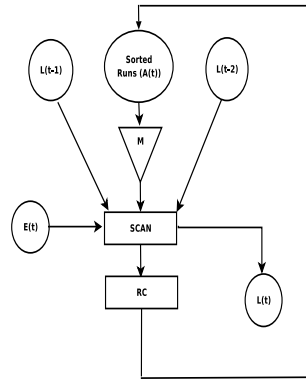 L(t-1)
Sorted
Runs (A(t))
L(t-2)
M
E(t)
SCAN
RC
L(t)